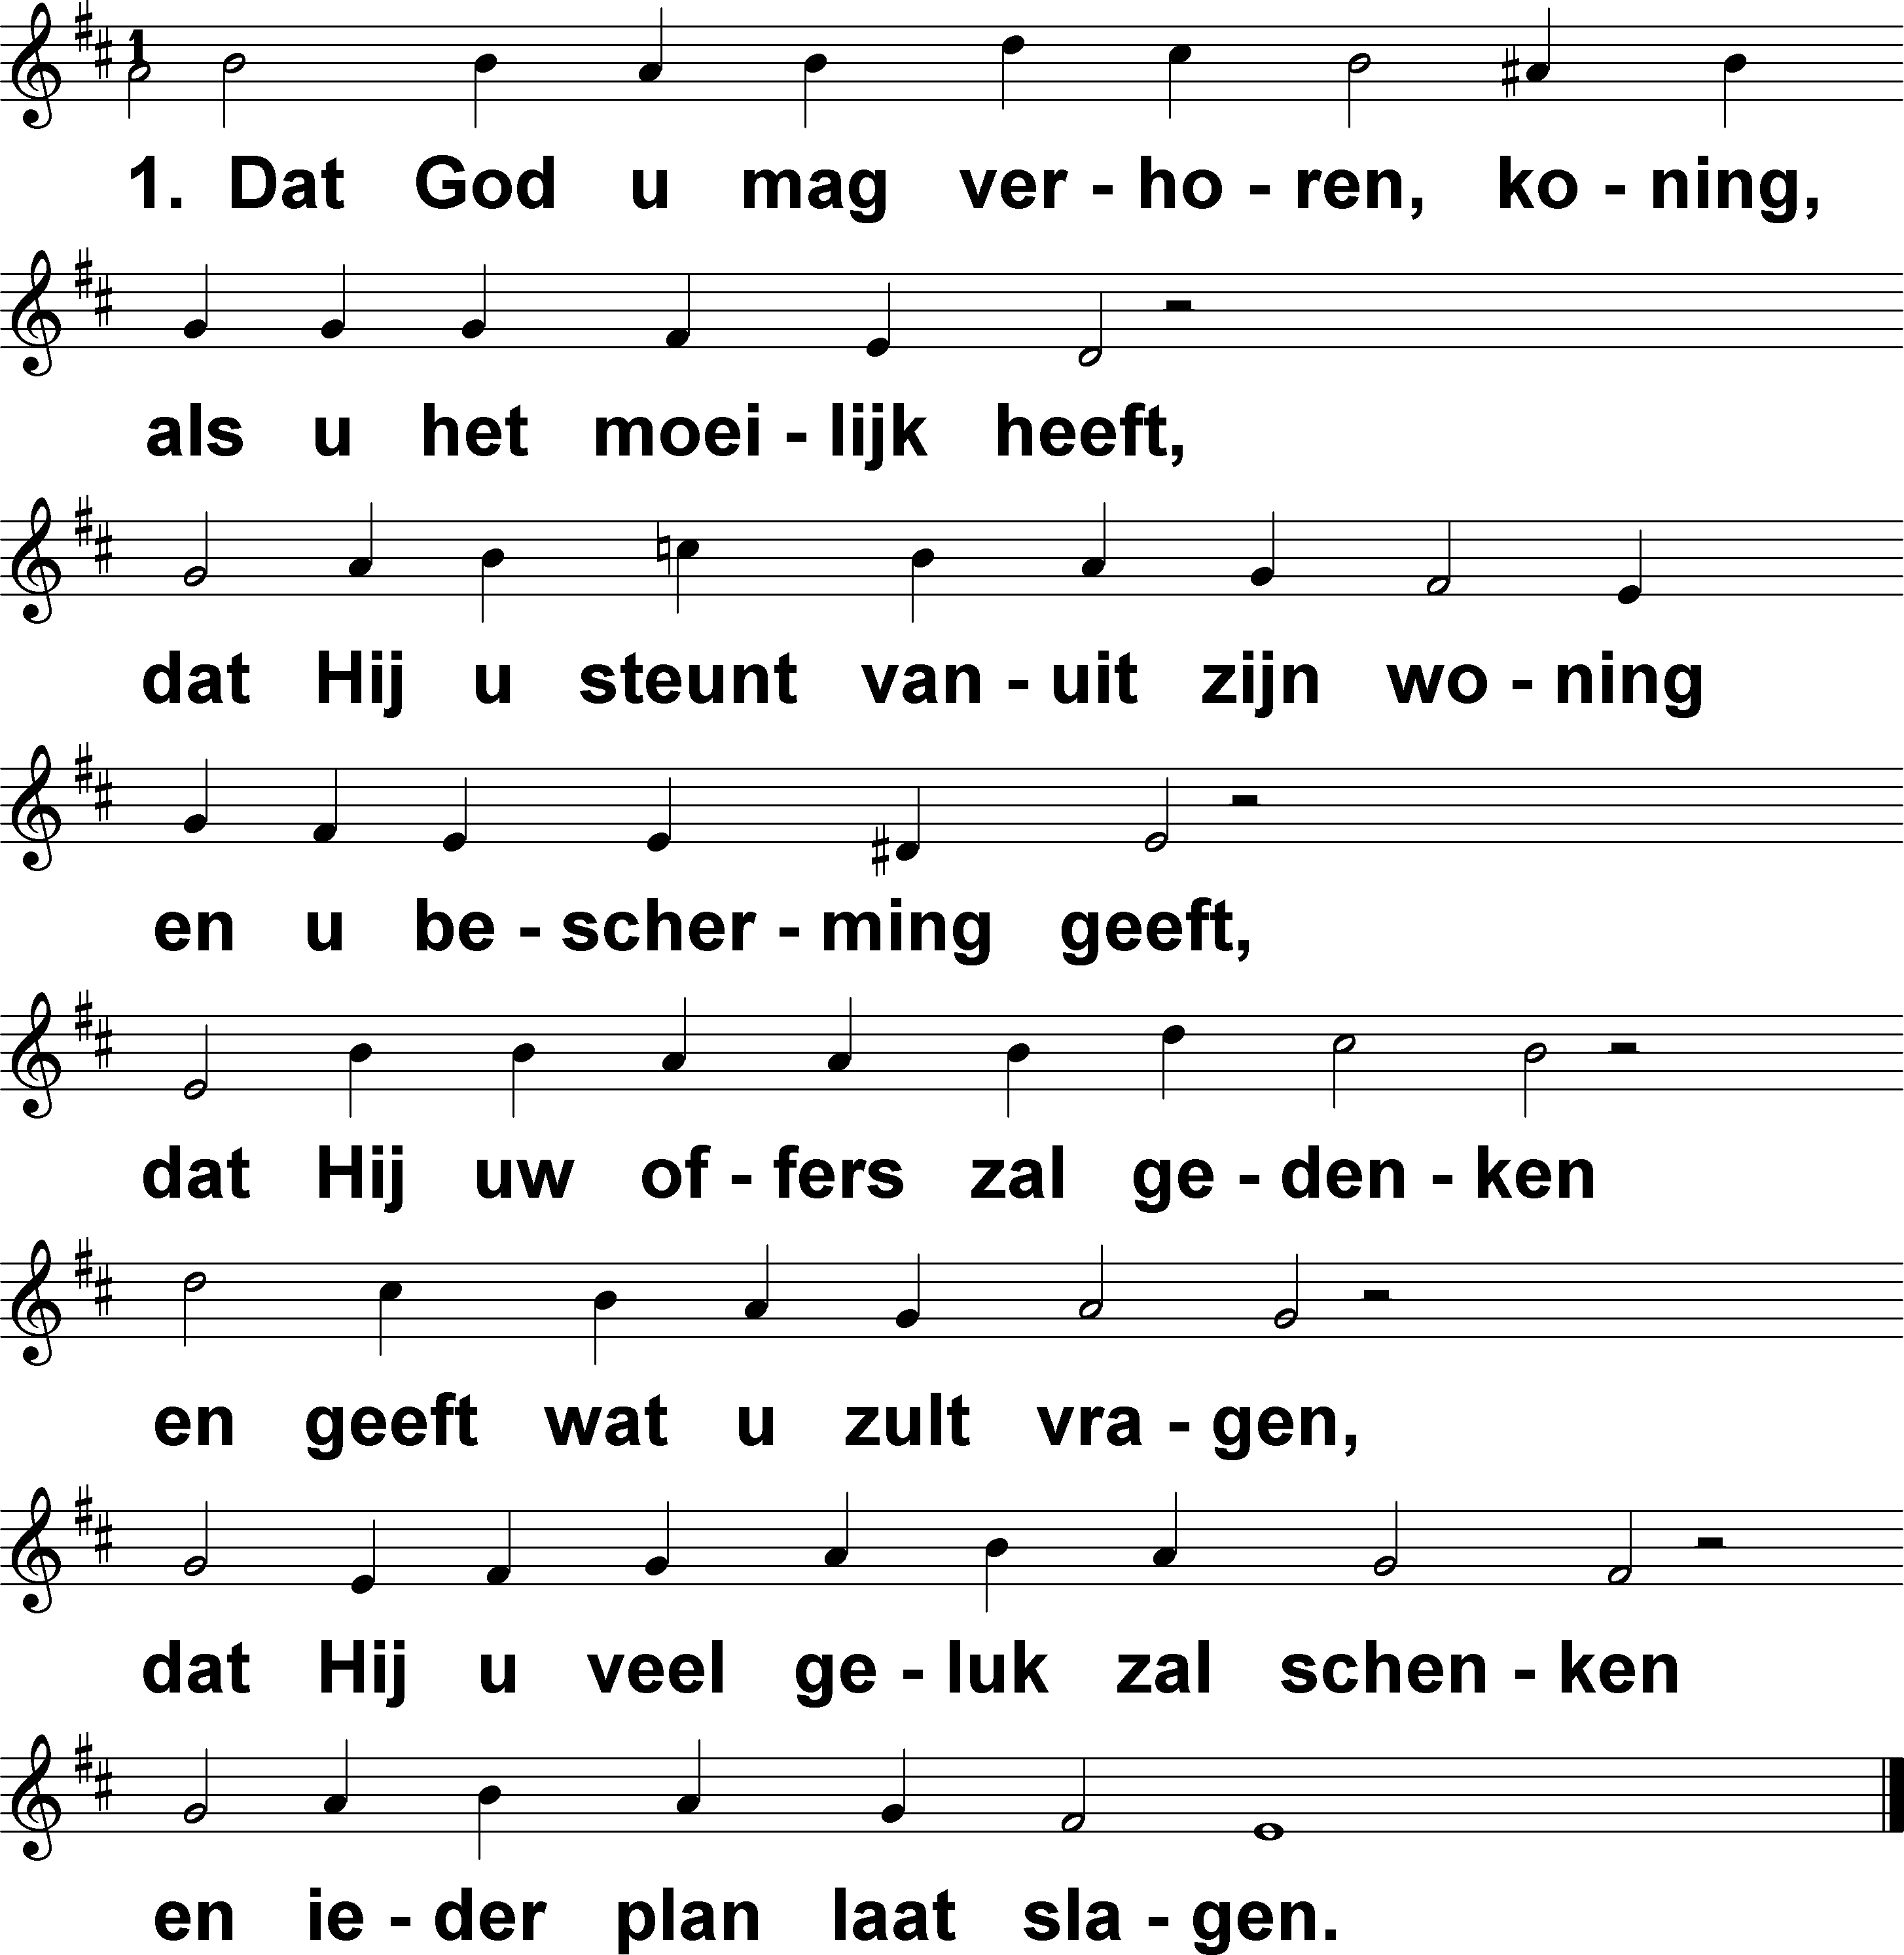 1
1. Dat God u mag ver - ho - ren, ko - ning,
als u het moei - lijk heeft,
dat Hij u steunt van - uit zijn wo - ning
en u be - scher - ming geeft,
dat Hij uw of - fers zal ge - den - ken
en geeft wat u zult vra - gen,
dat Hij u veel ge - luk zal schen - ken
en ie - der plan laat sla - gen.